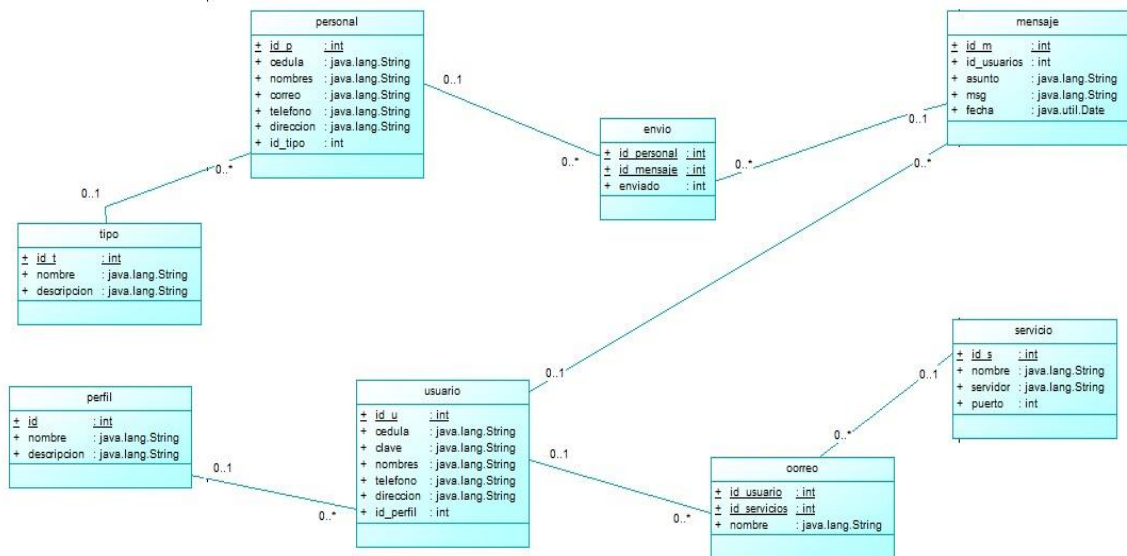 personal
+ id_p : int
+ cedula : java.lang.String
+ nombres : java.lang.String
+ correo : java.lang.String
+ telefono : java.lang.String
+ direccion : java.lang.String
+ id_tipo : int
mensaje
+ id_m : int
+ id_usuarios : int
+ asunto : java.lang.String
+ msg : java.lang.String
+ fecha : java.util.Date
0..1
0..*
envio
+ id_personal : int
+ id_mensaje : int
+ enviado : int
0..*
0..1
0..*
0..*
0..1
tipo
+ id_t : int
+ nombre : java.lang.String
+ descripcion : java.lang.String
servicio
+ id_s : int
+ nombre : java.lang.String
+ servidor : java.lang.String
+ puerto : int
0..1
0..*
perfil
+ id : int
+ nombre : java.lang.String
+ descripcion : java.lang.String
0..1
0..*
usuario
+ id_u : int
+ cedula : java.lang.String
+ clave : java.lang.String
+ nombres : java.lang.String
+ telefono : java.lang.String
+ direccion : java.lang.String
+ id_perfil : int
0..1
0..1
0..*
correo
+ id_usuario : int
+ id_servicios : int
+ nombre : java.lang.String